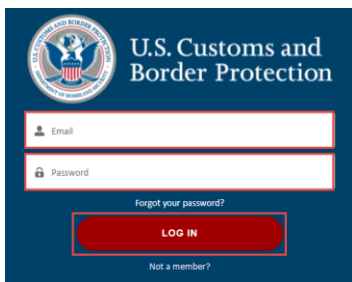 U.S. Customs and
Border Protection
Email
Password
Forgot your password?
LOG IN
Not a member?